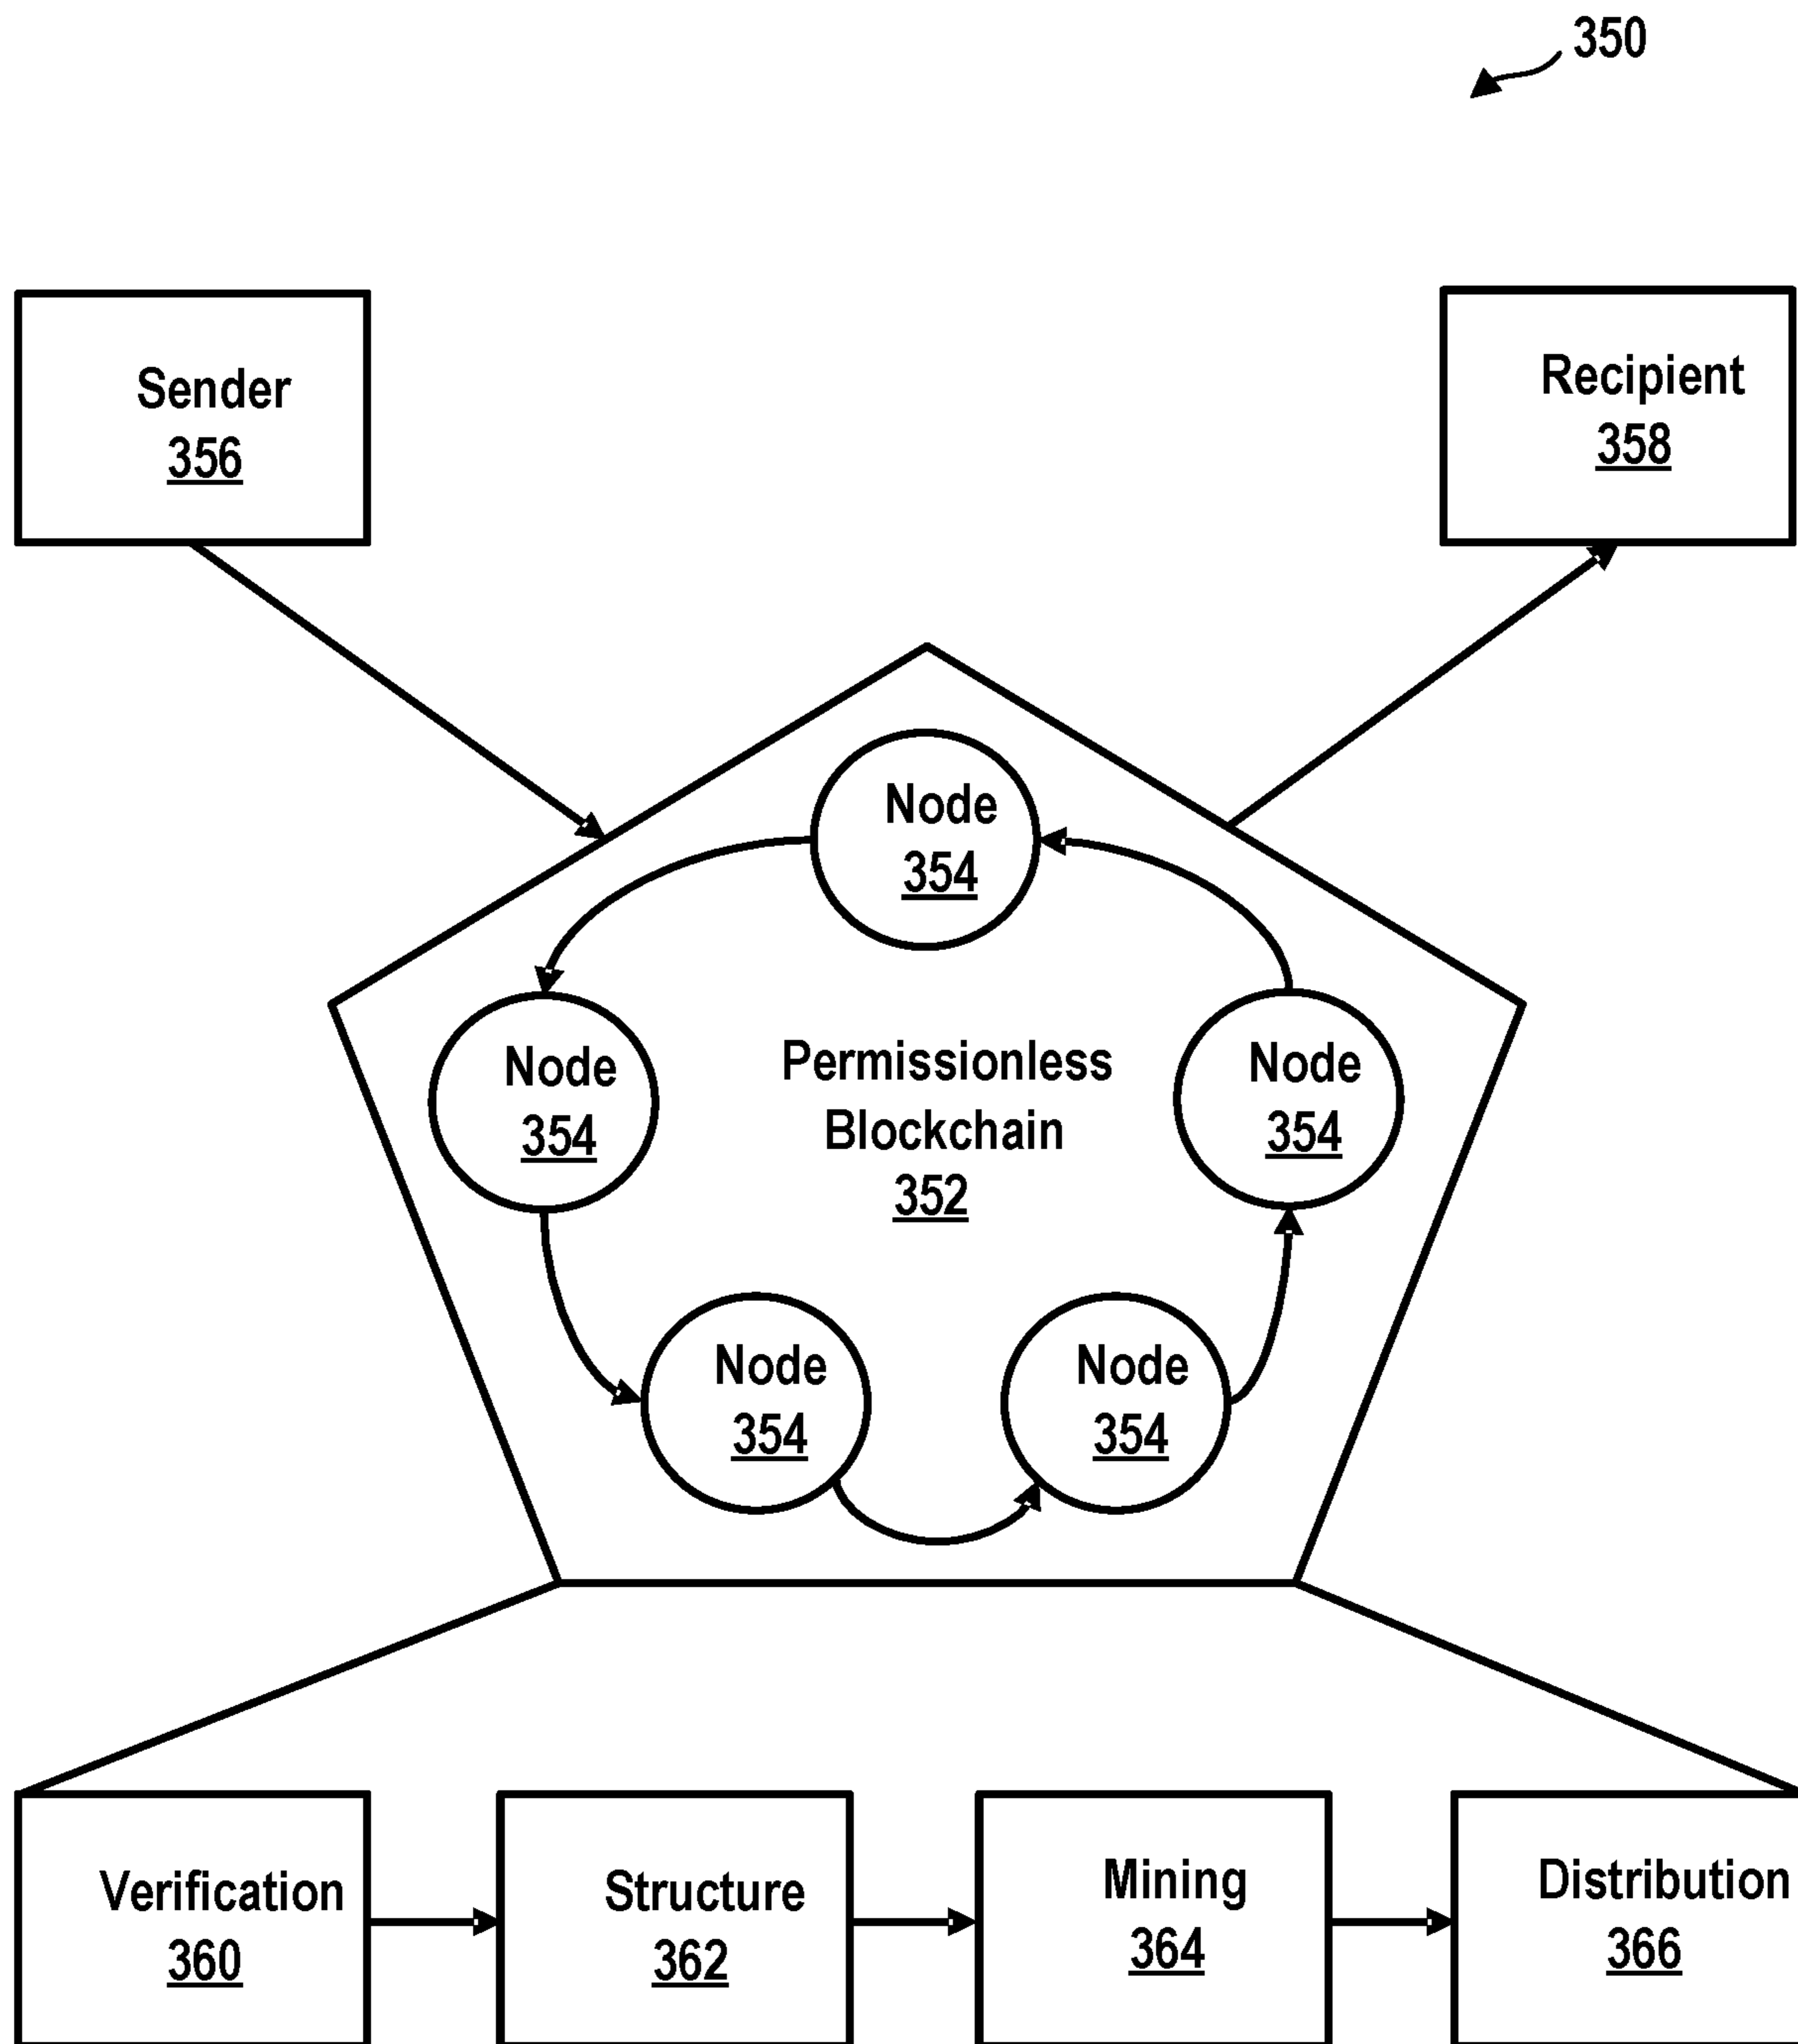 350
Sender
356
Recipient
358
Node
354
Node
354
Permissionless
Blockchain
352
Node
354
Node
354
Node
354
Verification
360
Structure
362
Mining
364
Distribution
366